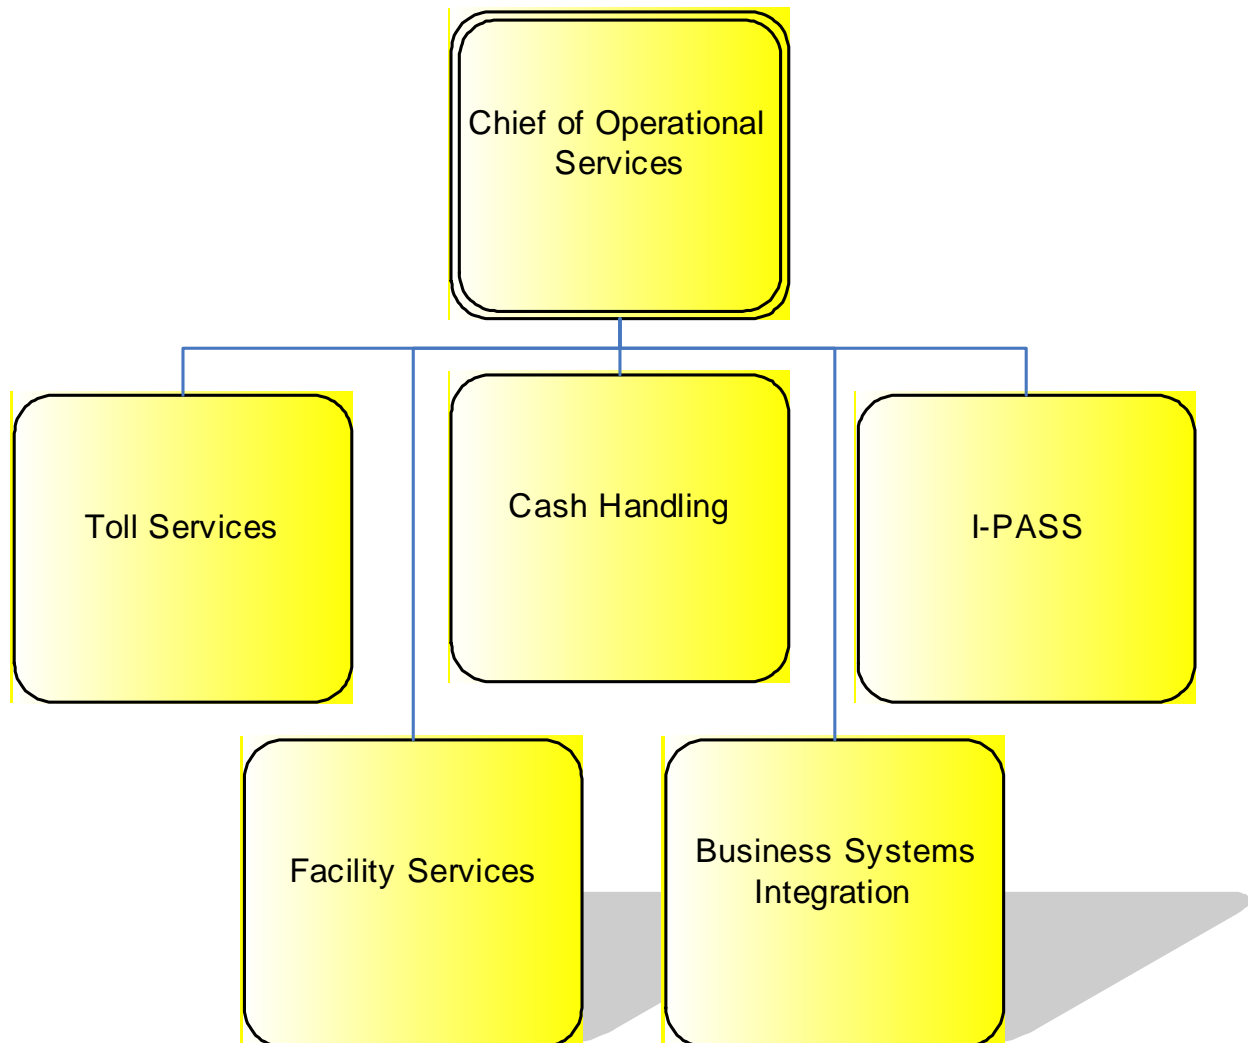 Chief of Operational
Services
Toll Services
Cash Handling
I-PASS
Facility Services
Business Systems
Integration